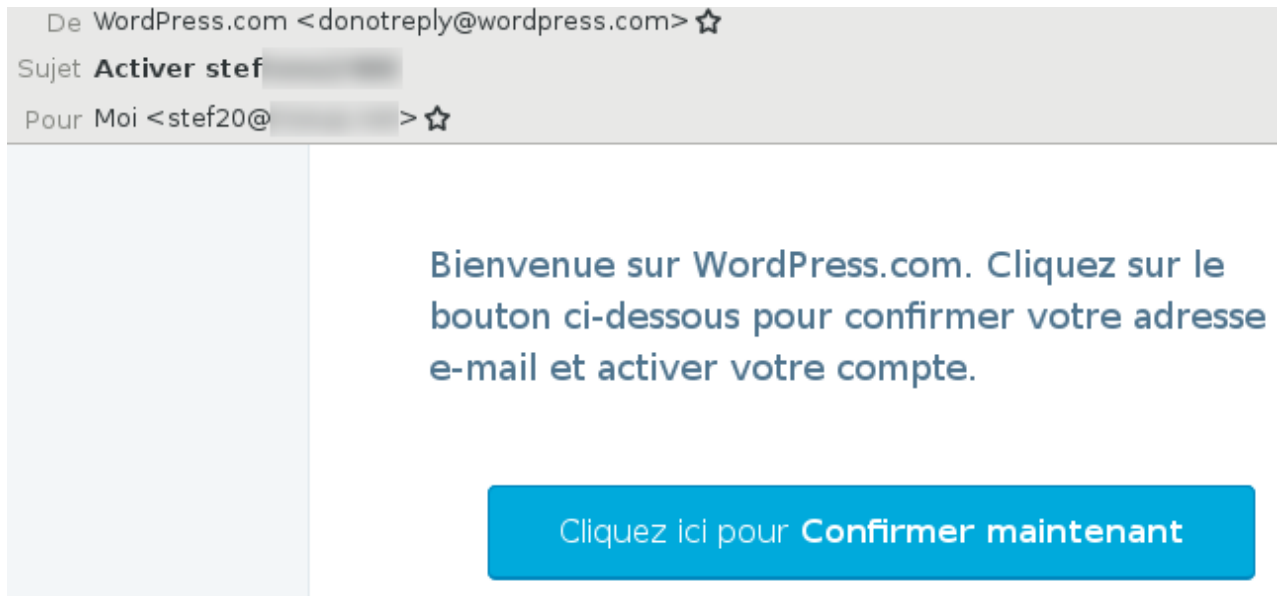 De WordPress.com <donotreply@wordpress.com>
Sujet Activer stef
Pour Moi <stef20@ >
Bienvenue sur WordPress.com. Cliquez sur le
bouton ci-dessous pour confirmer votre adresse
e-mail et activer votre compte.
Cliquez ici pour Confirmer maintenant